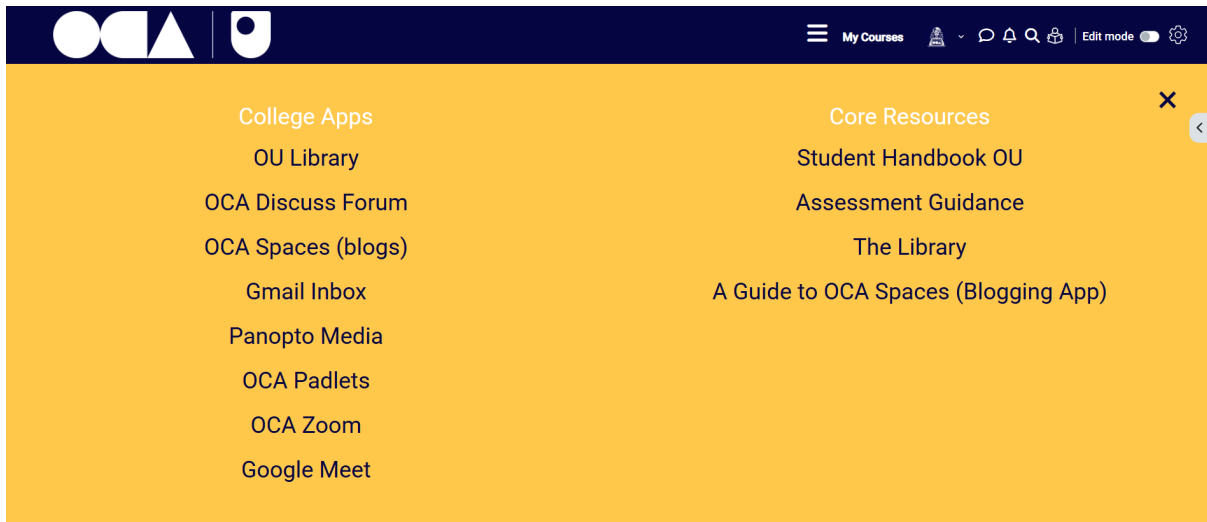 OCA
My Courses
Edit mode
College Apps
OU Library
OCA Discuss Forum
OCA Spaces (blogs)
Gmail Inbox
Panopto Media
OCA Padlets
OCA Zoom
Google Meet
Core Resources
Student Handbook OU
Assessment Guidance
The Library
A Guide to OCA Spaces (Blogging App)